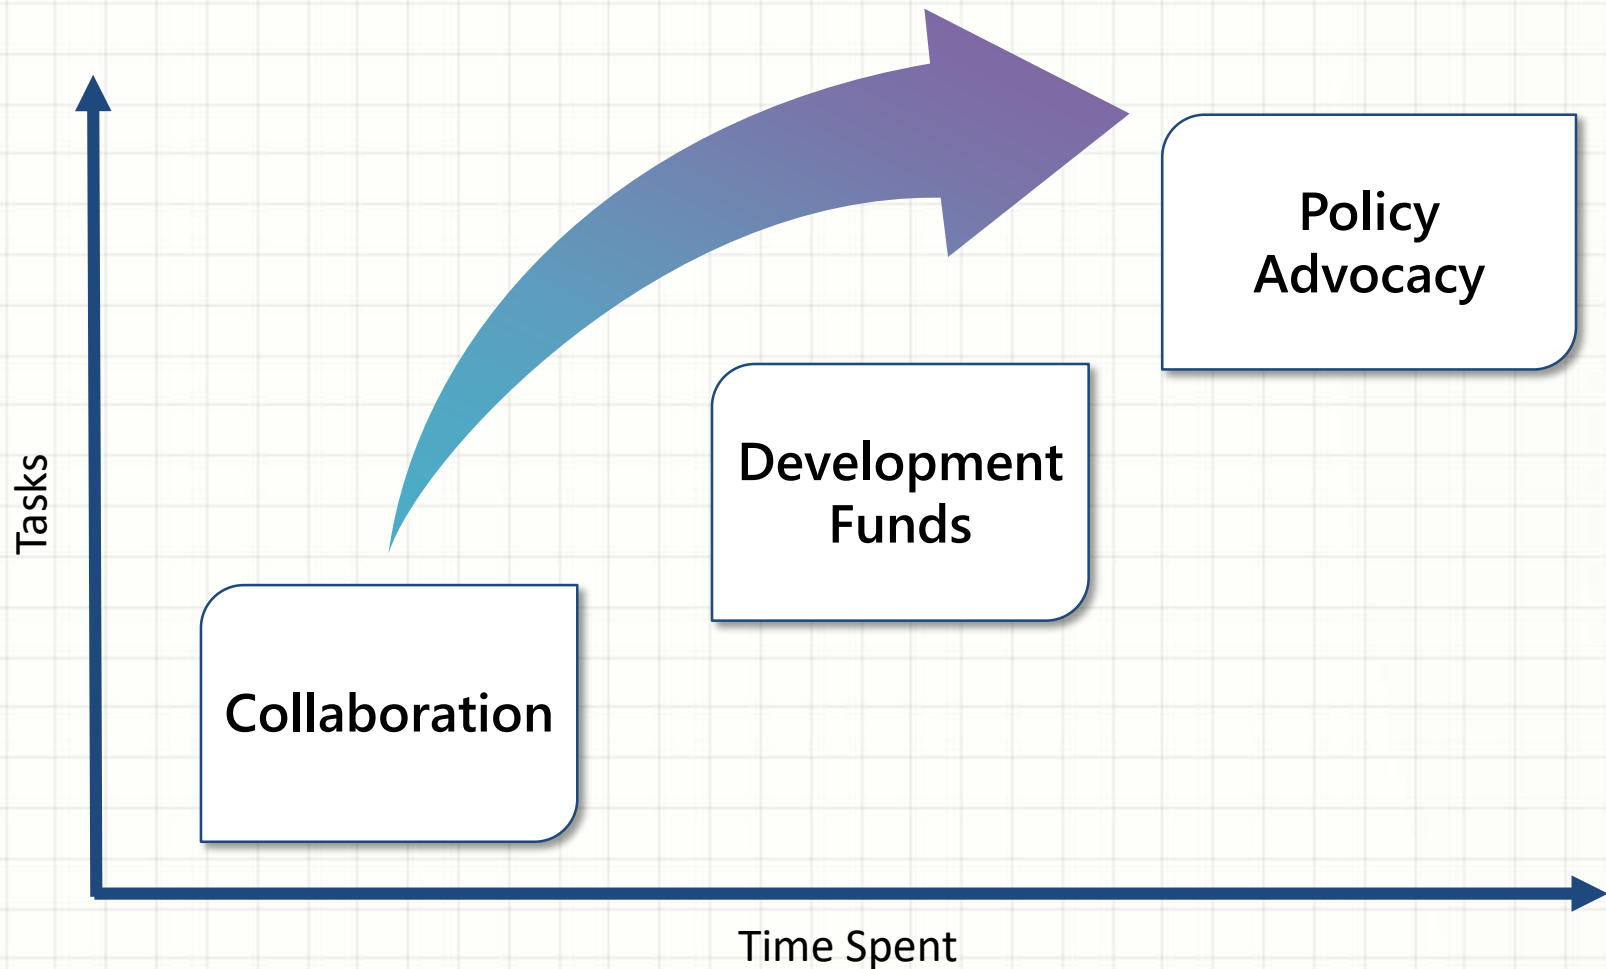 Policy
Advocacy
Development
Funds
Collaboration
Tasks
Time Spent